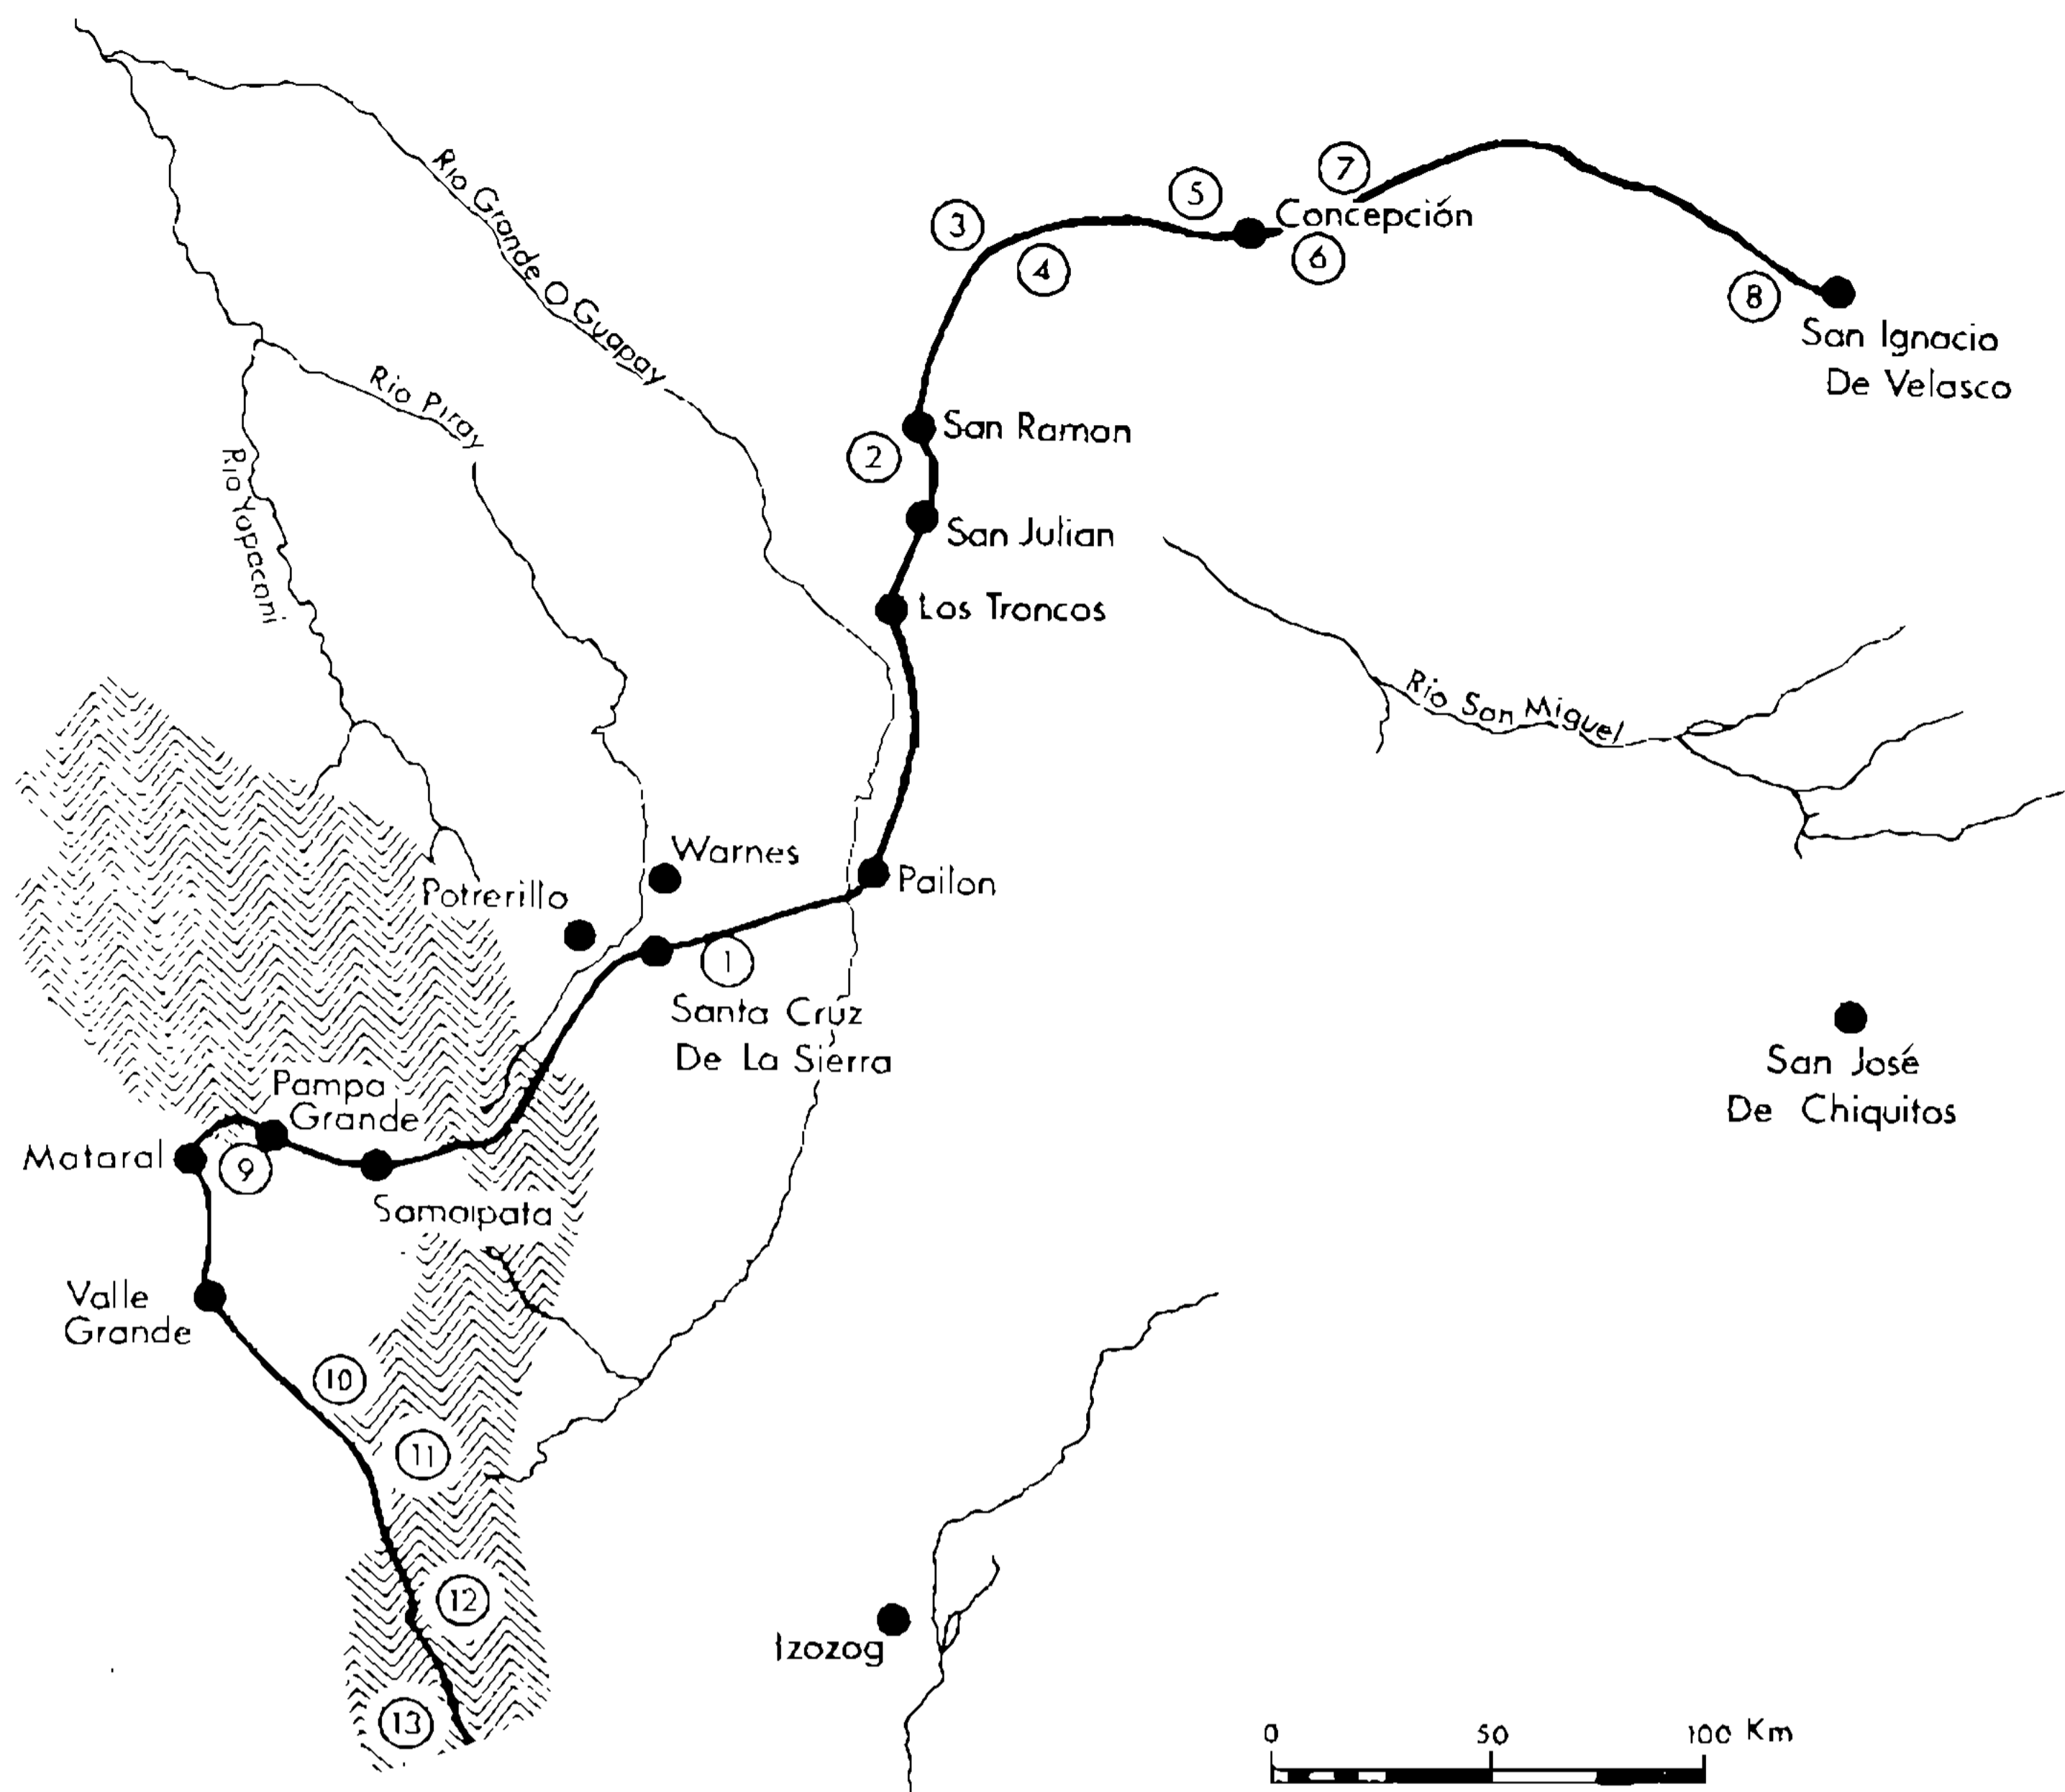 Rio Grande O Guapay
7
5
Concepción
3
6
4
8
San Ignacio
De Velasco
Rio Piray
San Ramon
2
Rio Yapacani
San Julian
Los Troncos
Rio San Miguel
Warnes
Potrerillo
Pailon
1
Santa Cruz
De La Sierra
San José
De Chiquitos
Pampa
Grande
Mataral
9
Samaipata
Valle
Grande
10
11
12
Izozog
13
0 50 100 Km